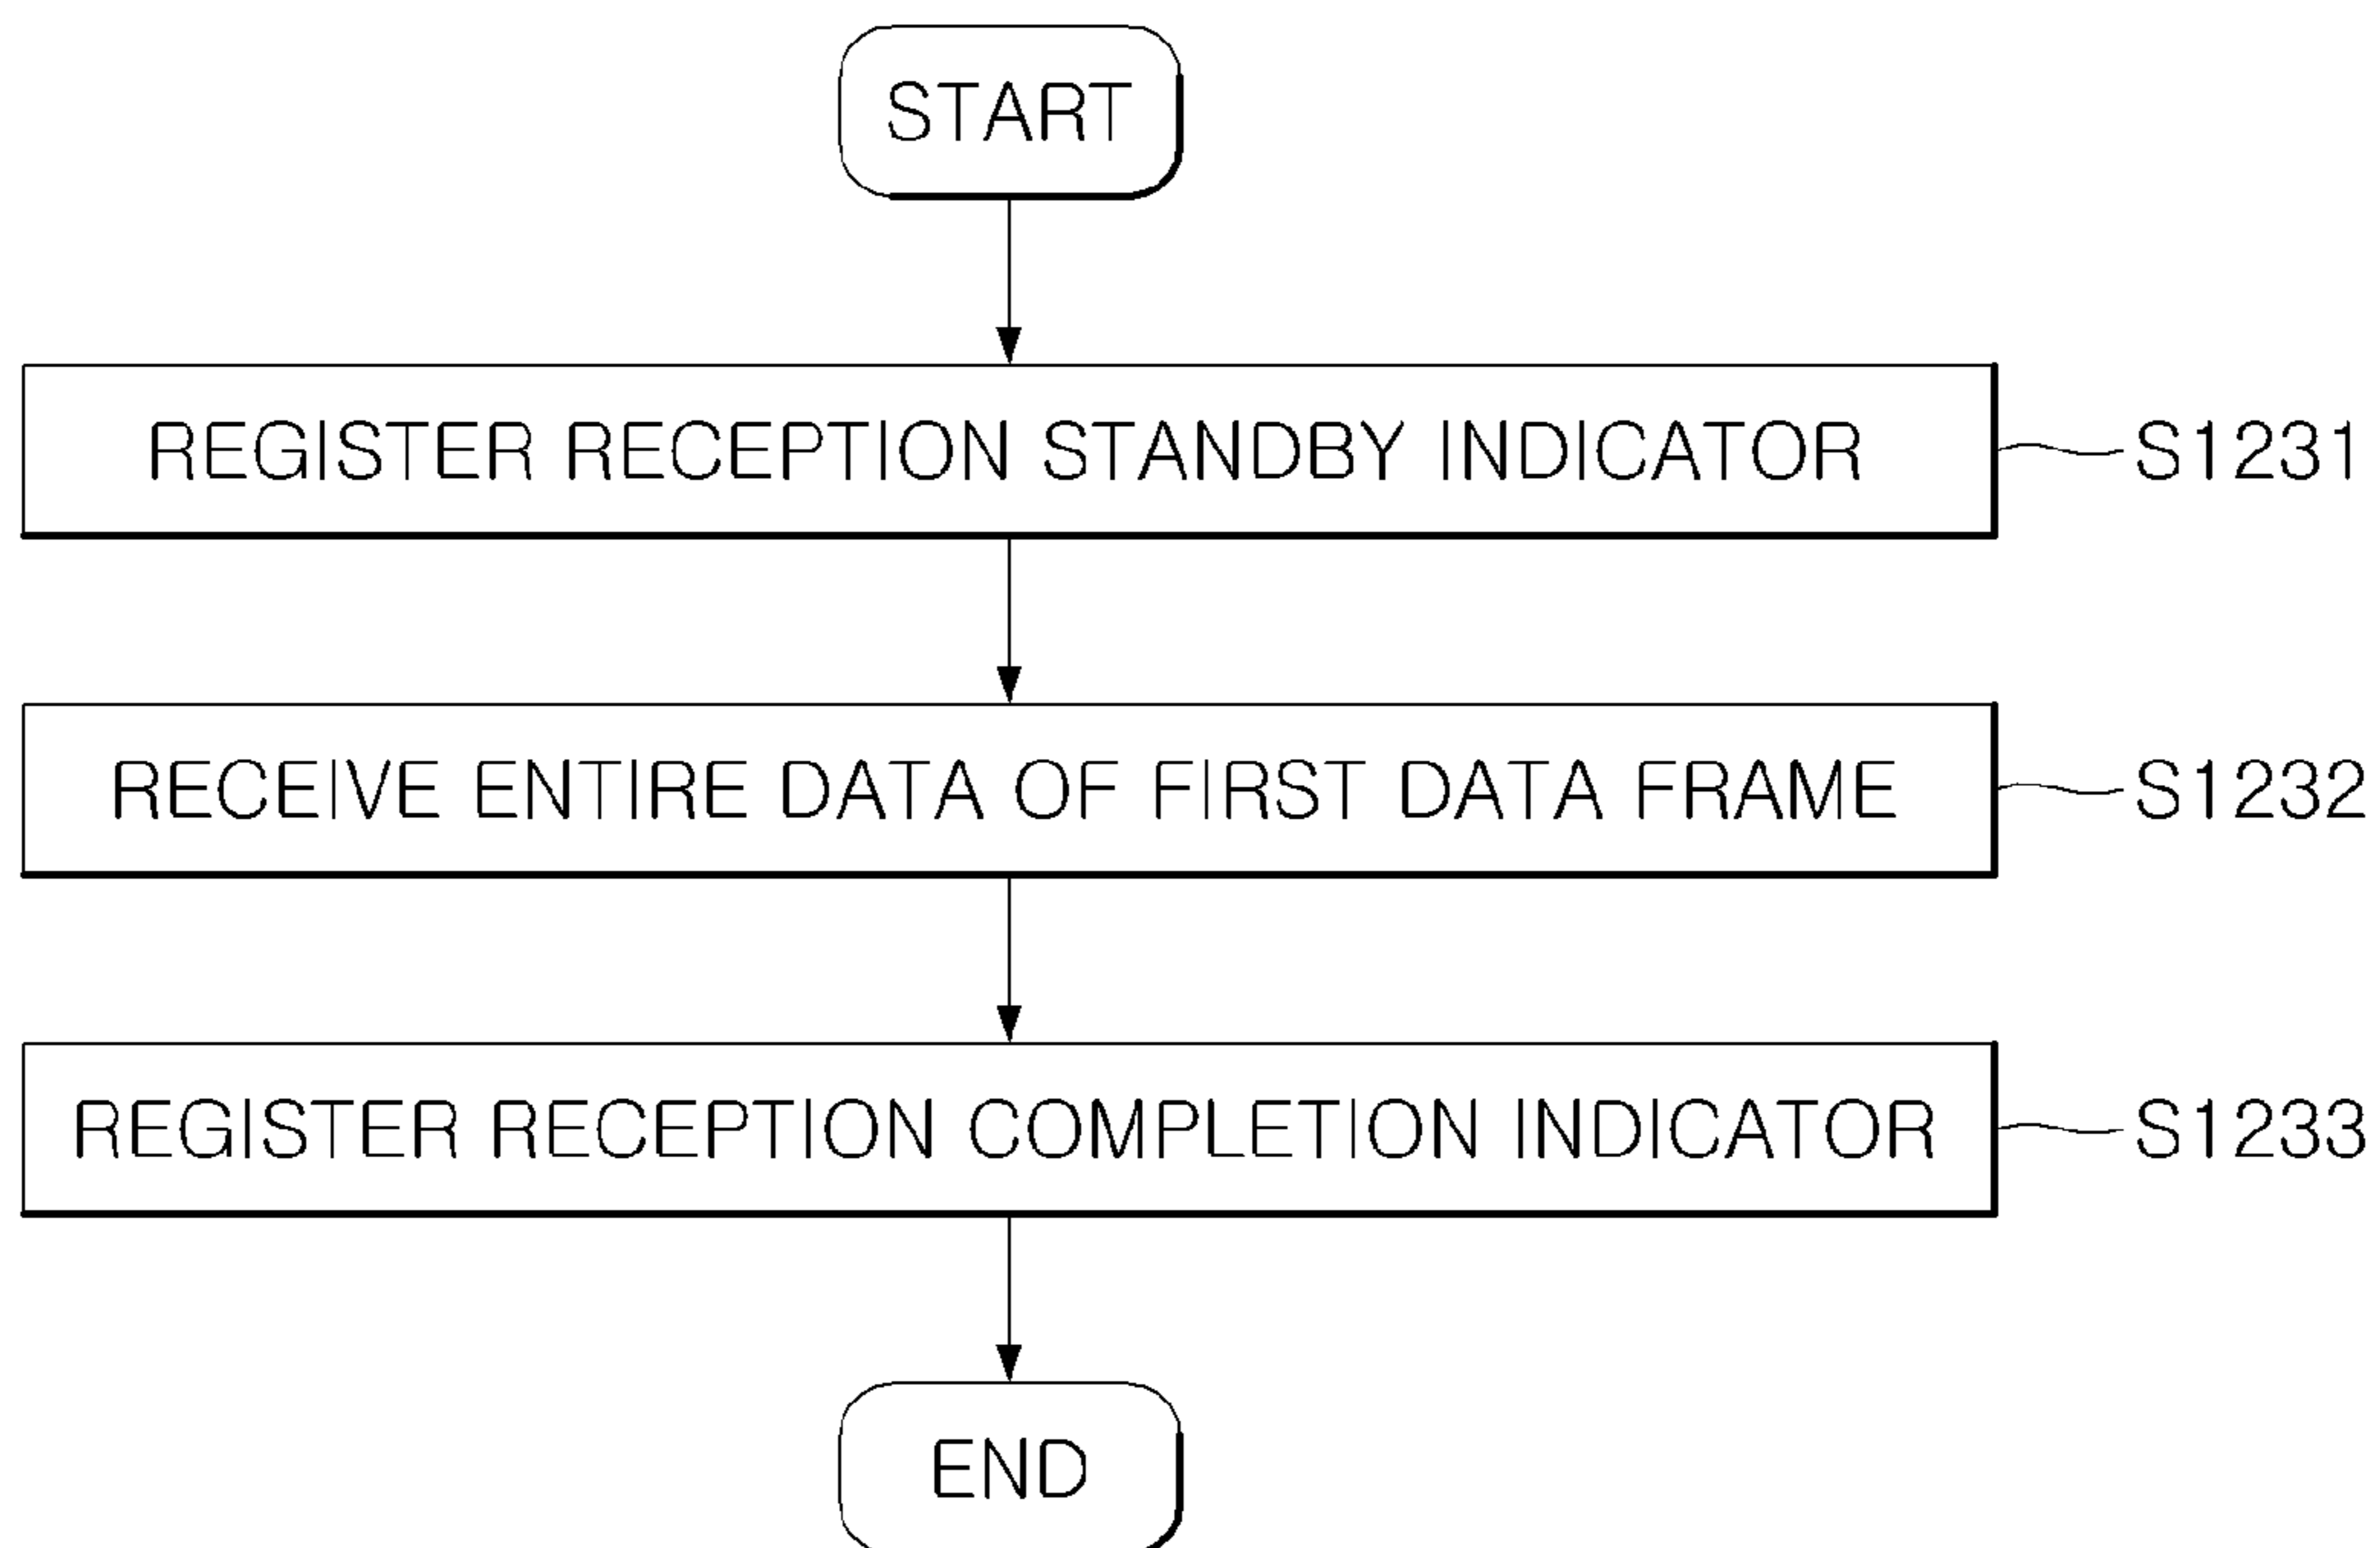 START
REGISTER RECEPTION STANDBY INDICATOR
S1231
RECEIVE ENTIRE DATA OF FIRST DATA FRAME
S1232
REGISTER RECEPTION COMPLETION INDICATOR
S1233
END